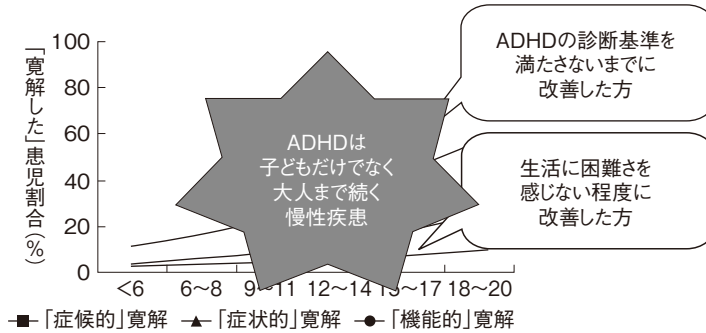 「寛解した」患児割合(%)
100
80
60
40
20
0
<6
6〜8
9〜11
12〜14
15〜17
18〜20
ADHDは
子どもだけでなく
大人まで続く
慢性疾患
ADHDの診断基準を
満たさないまでに
改善した方
生活に困難さを
感じない程度に
改善した方
「症候的」寛解 「症状的」寛解 「機能的」寛解